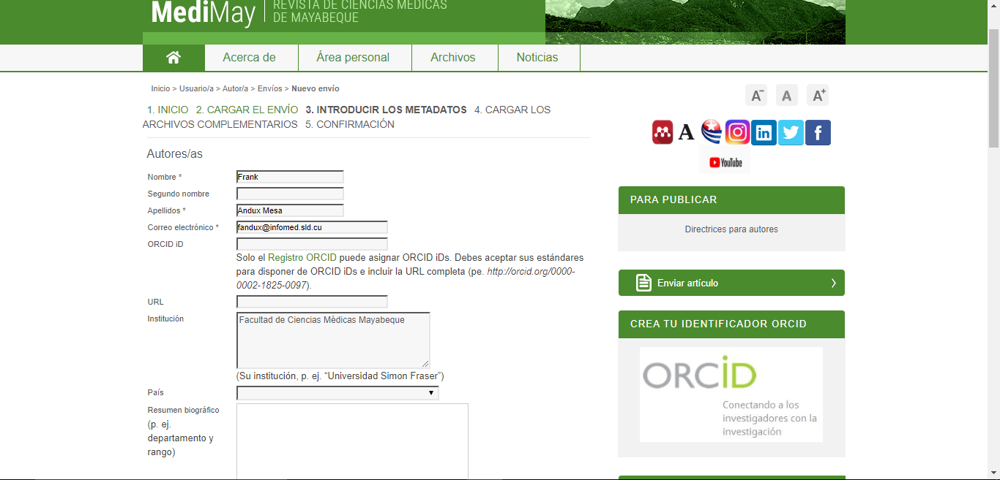 MediMay
REVISTA DE CIENCIAS MÉDICAS
DE MAYABEQUE
Acerca de
Área personal
Archivos
Noticias
Inicio > Usuario/a > Autor/a > Envíos > Nuevo envío
1. INICIO 2. CARGAR EL ENVÍO 3. INTRODUCIR LOS METADATOS 4. CARGAR LOS
ARCHIVOS COMPLEMENTARIOS 5. CONFIRMACIÓN
Autores/as
Nombre * Frank
Segundo nombre
Apellidos * Andux Mesa
Correo electrónico * fandux@infomed.sld.cu
ORCID iD
Solo el Registro ORCID puede asignar ORCID iDs. Debes aceptar sus estándares
para disponer de ORCID iDs e incluir la URL completa (pe. http://orcid.org/0000-
0002-1825-0097).
URL
Institución
Facultad de Ciencias Médicas Mayabeque
(Su institución, p. ej. “Universidad Simon Fraser”)
País
Resumen biográfico
(p. ej.
departamento y
rango)
A- A A+
A
in
f
YouTube
PARA PUBLICAR
Directrices para autores
Enviar artículo
CREA TU IDENTIFICADOR ORCID
ORCiD
Conectando a los
investigadores con la
investigación